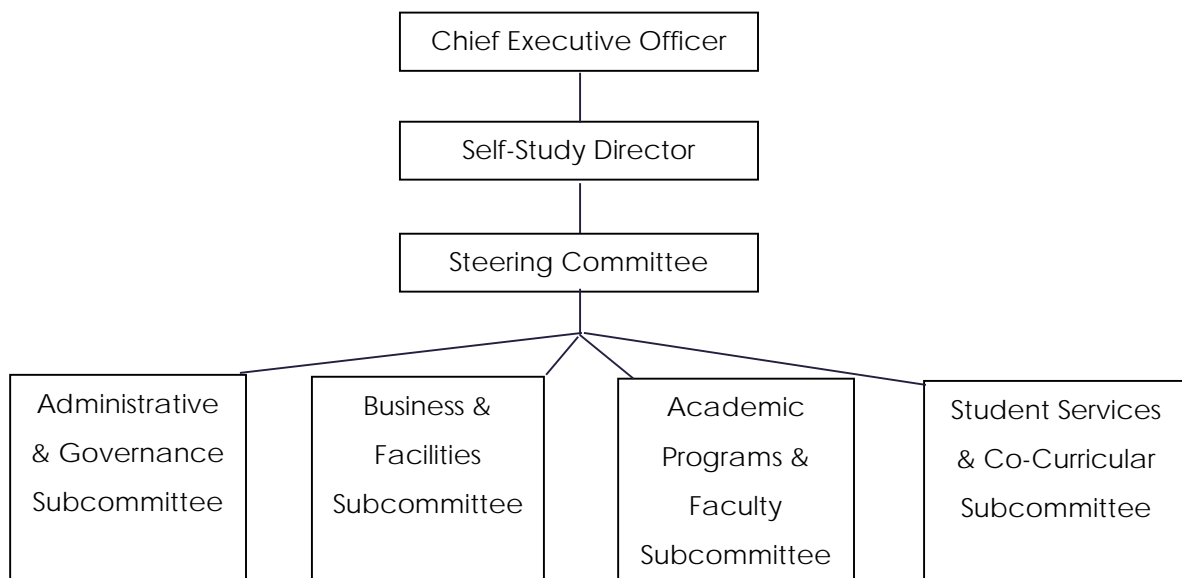 Chief Executive Officer
Self-Study Director
Steering Committee
Administrative
& Governance
Subcommittee
Business &
Facilities
Subcommittee
Academic
Programs &
Faculty
Subcommittee
Student Services
& Co-Curricular
Subcommittee